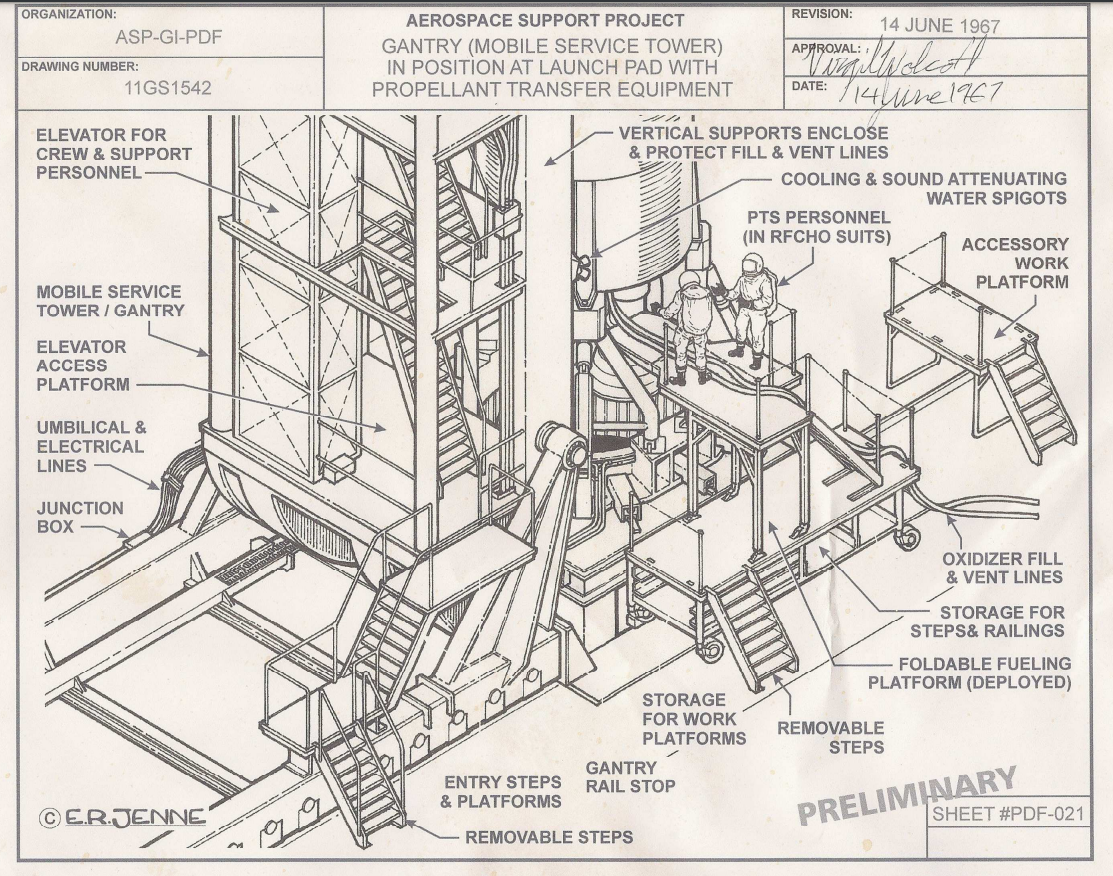 ORGANIZATION:
ASP-GI-PDF
DRAWING NUMBER:
11GS1542
AEROSPACE SUPPORT PROJECT
GANTRY (MOBILE SERVICE TOWER)
IN POSITION AT LAUNCH PAD WITH
PROPELLANT TRANSFER EQUIPMENT
REVISION:
14 JUNE 1967
APPROVAL:
Virgil Wolcott
DATE:
14 June 1967
ELEVATOR FOR
CREW & SUPPORT
PERSONNEL
VERTICAL SUPPORTS ENCLOSE
& PROTECT FILL & VENT LINES
COOLING & SOUND ATTENUATING
WATER SPIGOTS
PTS PERSONNEL
(IN RFCHO SUITS)
ACCESSORY
WORK
PLATFORM
MOBILE SERVICE
TOWER / GANTRY
ELEVATOR
ACCESS
PLATFORM
UMBILICAL &
ELECTRICAL
LINES
JUNCTION
BOX
OXIDIZER FILL
& VENT LINES
STORAGE FOR
STEPS& RAILINGS
FOLDABLE FUELING
PLATFORM (DEPLOYED)
STORAGE
FOR WORK
PLATFORMS
REMOVABLE
STEPS
GANTRY
RAIL STOP
ENTRY STEPS
& PLATFORMS
REMOVABLE STEPS
© E.R.JENNE
PRELIMINARY
SHEET #PDF-021